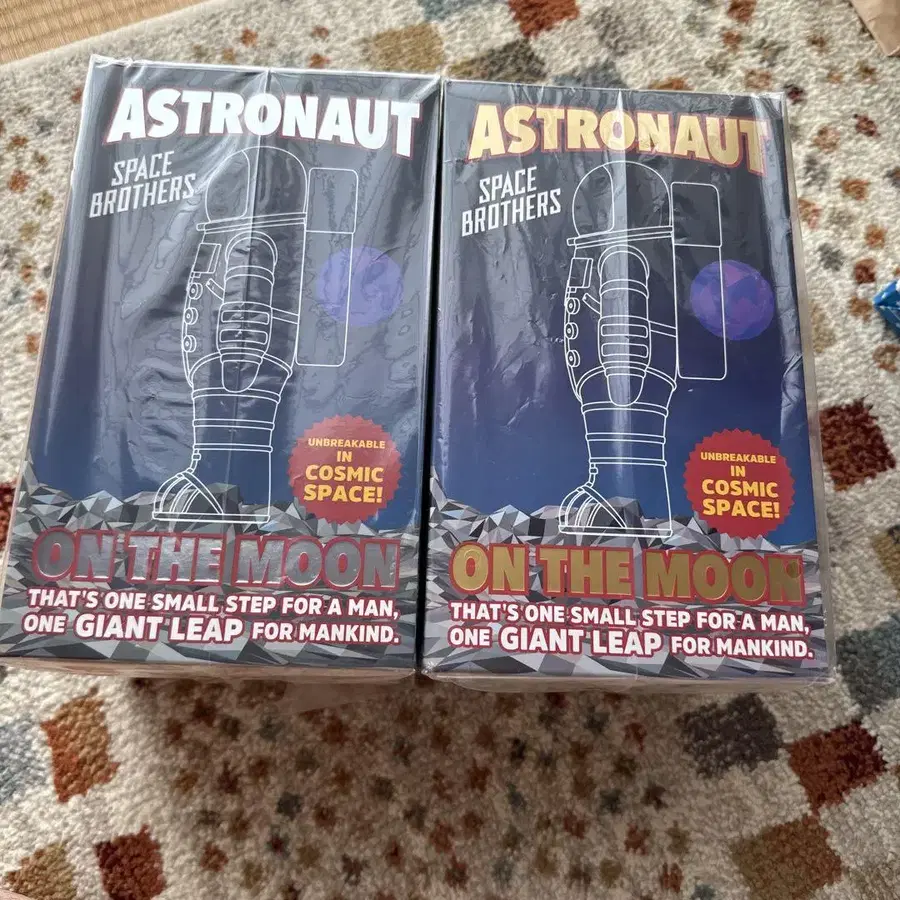 ASTRONAUT
SPACE
BROTHERS
UNBREAKABLE
IN
COSMIC
SPACE!
ON THE MOON
THAT'S ONE SMALL STEP FOR A MAN,
ONE GIANT LEAP FOR MANKIND.
ASTRONAUT
SPACE
BROTHERS
UNBREAKABLE
IN
COSMIC
SPACE!
ON THE MOON
THAT'S ONE SMALL STEP FOR A MAN,
ONE GIANT LEAP FOR MANKIND.